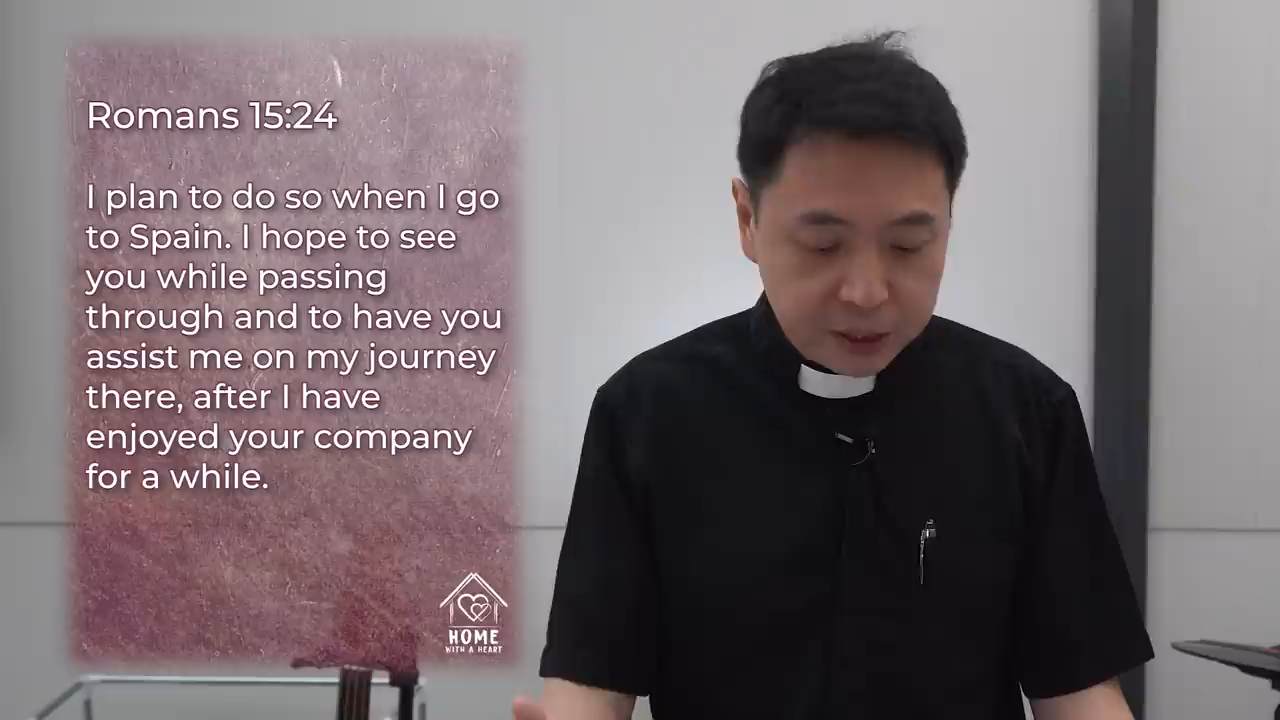 Romans 15:24
I plan to do so when I go
to Spain. I hope to see
you while passing
through and to have you
assist me on my journey
there, after I have
enjoyed your company
for a while.
HOME
WITH A HEART